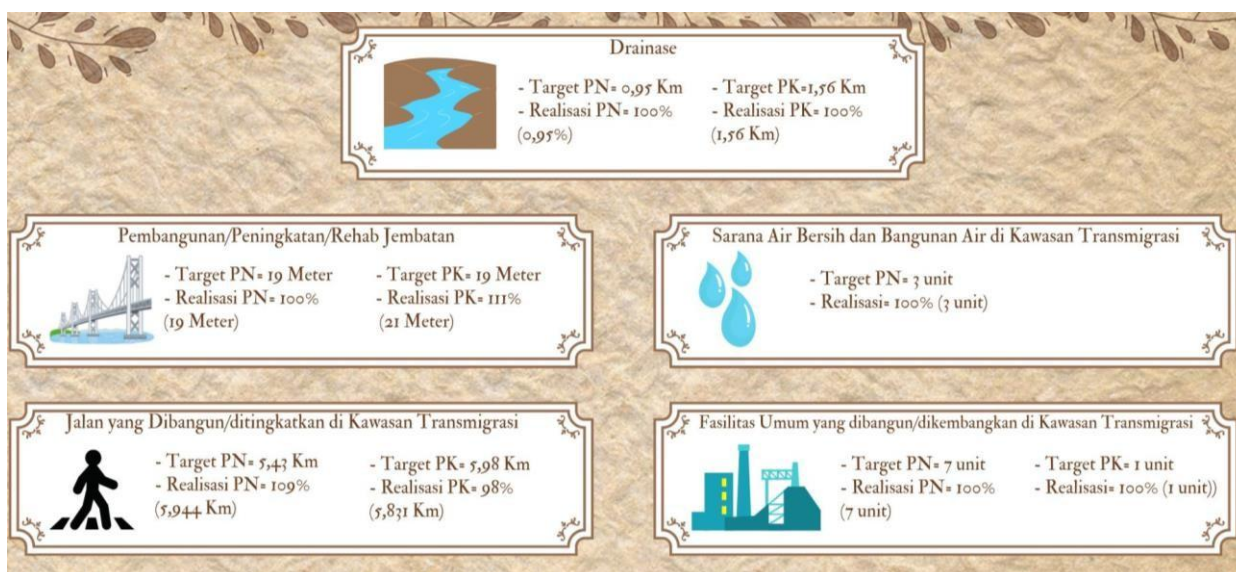 Drainase
- Target PN= 0,95 Km
- Realisasi PN= 100%
(0,95%)
- Target PK=1,56 Km
- Realisasi PK= 100%
(1,56 Km)
Pembangunan/Peningkatan/Rehab Jembatan
- Target PN= 19 Meter
- Realisasi PN= 100%
(19 Meter)
- Target PK= 19 Meter
- Realisasi PK= 111%
(21 Meter)
Sarana Air Bersih dan Bangunan Air di Kawasan Transmigrasi
- Target PN= 3 unit
- Realisasi= 100% (3 unit)
Jalan yang Dibangun/ditingkatkan di Kawasan Transmigrasi
- Target PN= 5,43 Km
- Realisasi PN= 109%
(5,944 Km)
- Target PK= 5,98 Km
- Realisasi PK= 98%
(5,831 Km)
Fasilitas Umum yang dibangun/dikembangkan di Kawasan Transmigrasi
- Target PN= 7 unit
- Realisasi PN= 100%
(7 unit)
- Target PK= 1 unit
- Realisasi= 100% (1 unit))